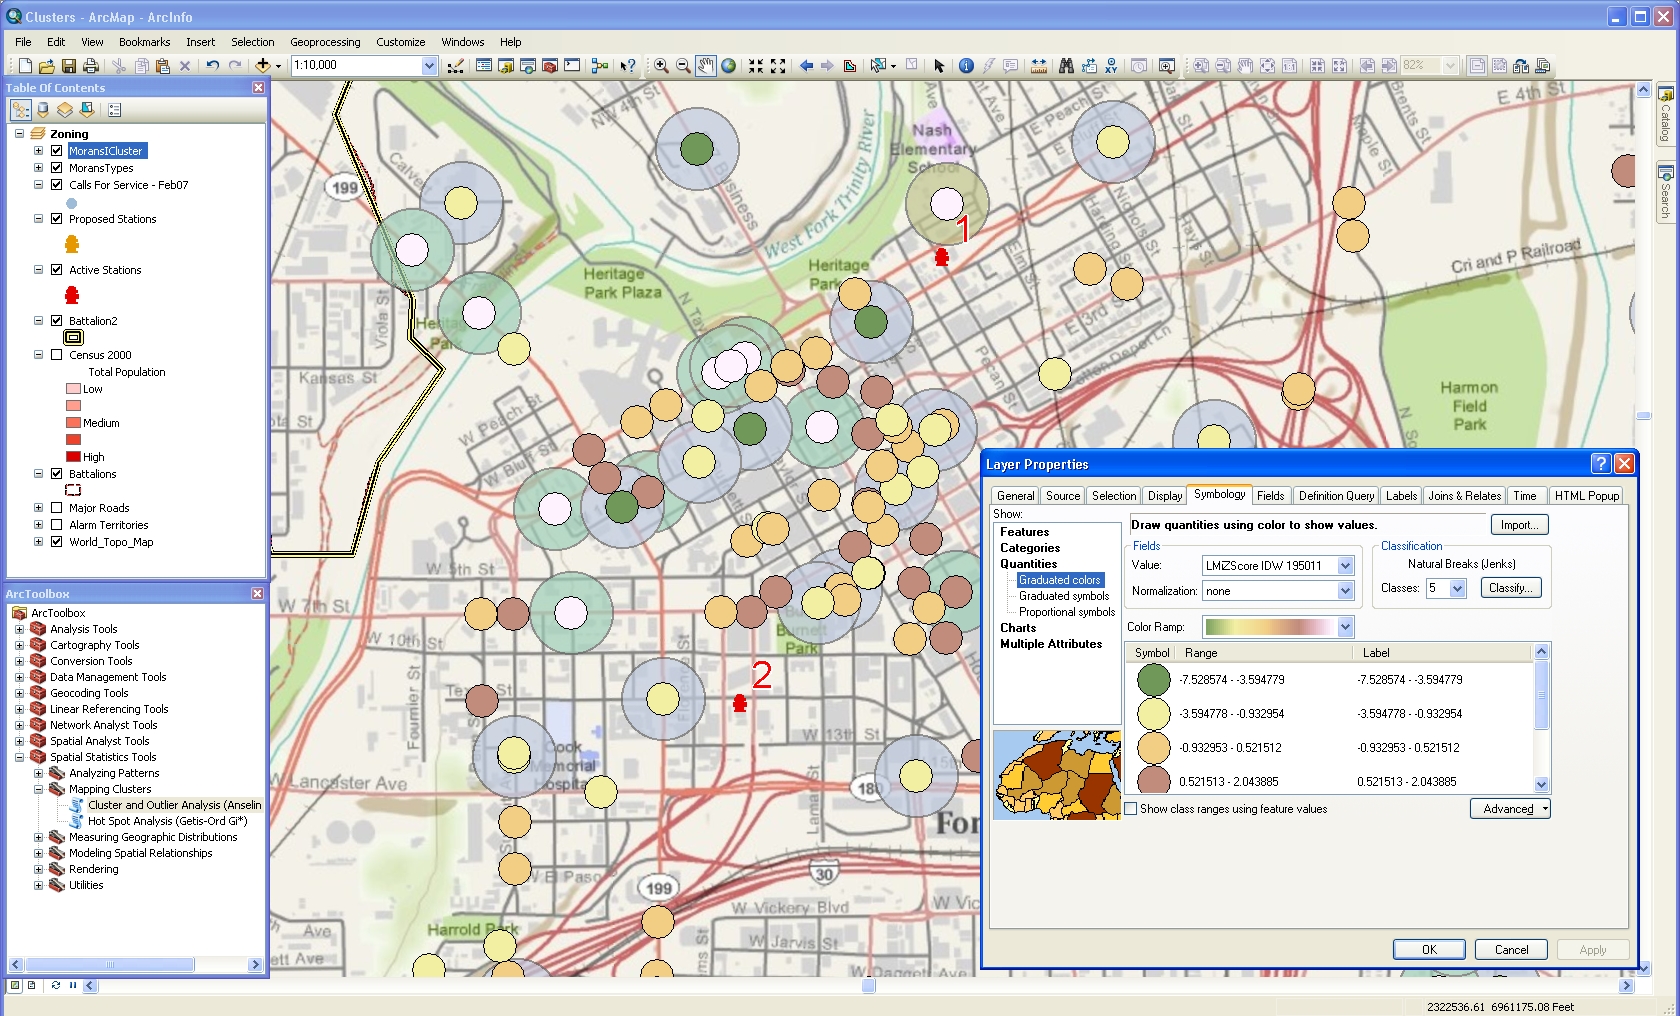 Clusters - ArcMap - ArcInfo
File Edit View Bookmarks Insert Selection Geoprocessing Customize Windows Help
1:10,000
82%
Table Of Contents
Zoning
MoransICluster
MoransTypes
Calls For Service - Feb07
Proposed Stations
Active Stations
Battalion2
Census 2000
Total Population
Low
Medium
High
Battalions
Major Roads
Alarm Territories
World_Topo_Map
ArcToolbox
ArcToolbox
Analysis Tools
Cartography Tools
Conversion Tools
Data Management Tools
Geocoding Tools
Linear Referencing Tools
Network Analyst Tools
Spatial Analyst Tools
Spatial Statistics Tools
Analyzing Patterns
Mapping Clusters
Cluster and Outlier Analysis (Anselin
Hot Spot Analysis (Getis-Ord Gi*)
Measuring Geographic Distributions
Modeling Spatial Relationships
Rendering
Utilities
NW 4th St
Business
West Fork Trinity River
Nash
Elementary
School
E Peach St
E 4th St
Brents St
Maple St
Nichols St
Harding St
Elm St
Pecan St
E 3rd St
Cri and P Railroad
199
Calver
Viola St
Kansas St
Heritage
Park Plaza
Heritage
Park
1
Harmon
Field
Park
W Peach St
W Bluff St
W 5th St
W 7th St
W 10th St
Burnett
Park
2
Fournier St
Cook
Memorial
Hospital
W 13th St
Lancaster Ave
Lamar St
180
For
30
199
W El Paso
W Vickery Blvd
W Jarvis St
W Daggett Ave
Harrold Park
Catalog
Search
Layer Properties
General Source Selection Display Symbology Fields Definition Query Labels Joins & Relates Time HTML Popup
Show:
Features
Categories
Quantities
Graduated colors
Graduated symbols
Proportional symbols
Charts
Multiple Attributes
Draw quantities using color to show values.
Import...
Fields
Value: LMiZScore IDW 195011
Normalization: none
Classification
Natural Breaks (Jenks)
Classes: 5 Classify...
Color Ramp:
Symbol Range Label
-7.528574 - -3.594779 -7.528574 - -3.594779
-3.594778 - -0.932954 -3.594778 - -0.932954
-0.932953 - 0.521512 -0.932953 - 0.521512
0.521513 - 2.043885 0.521513 - 2.043885
Show class ranges using feature values
Advanced
OK Cancel Apply
2322536.61 6961175.08 Feet